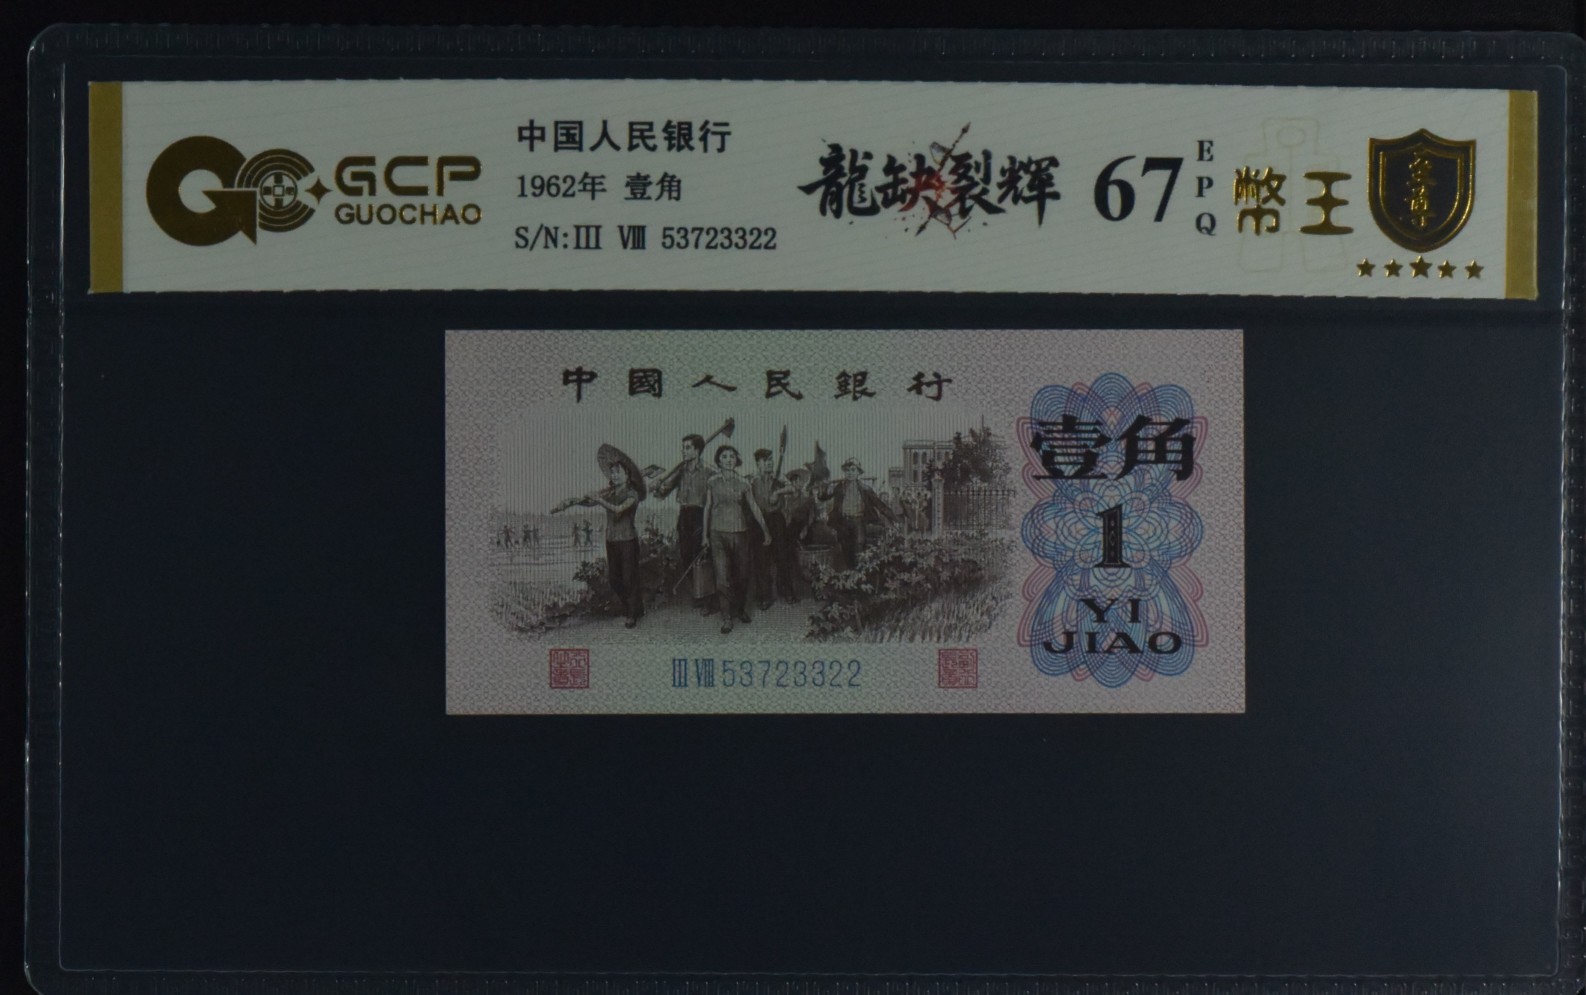 GCP
GUOCHAO
中国人民银行
1962年 壹角
S/N:III VIII 53723322
龍缺裂輝
67
EPQ
幣王
中國人民銀行
壹角
1
YI
JIAO
III VIII 53723322